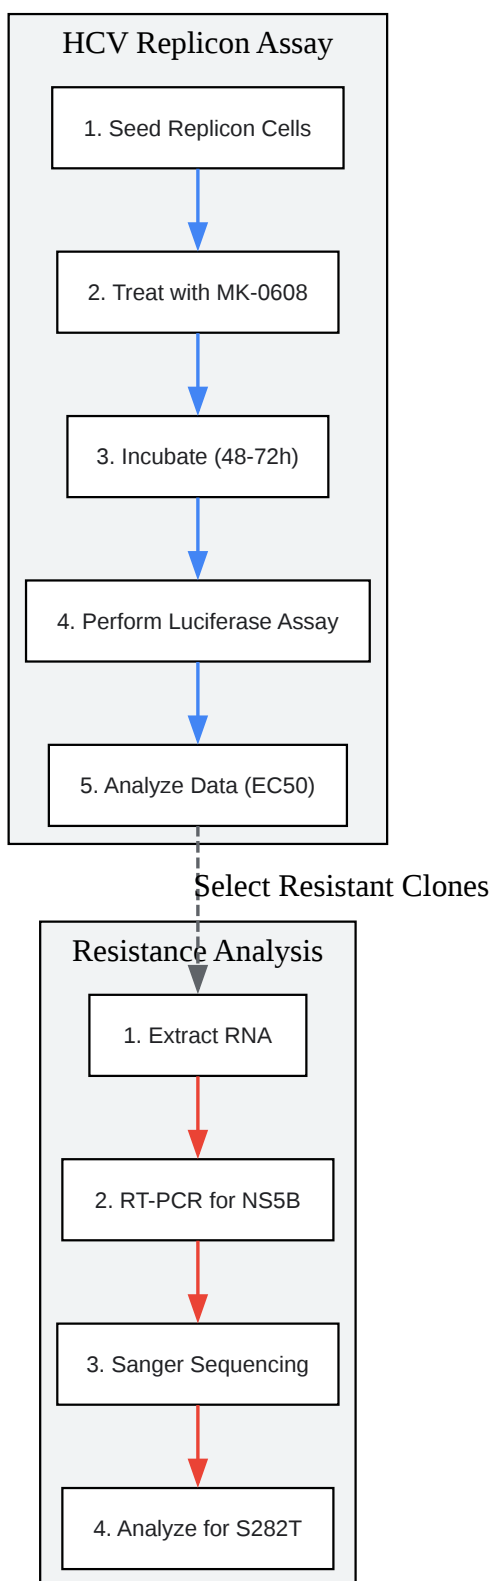 HCV Replicon Assay
1. Seed Replicon Cells
2. Treat with MK-0608
3. Incubate (48-72h)
4. Perform Luciferase Assay
5. Analyze Data (EC50)
Select Resistant Clones
Resistance Analysis
1. Extract RNA
2. RT-PCR for NS5B
3. Sanger Sequencing
4. Analyze for S282T